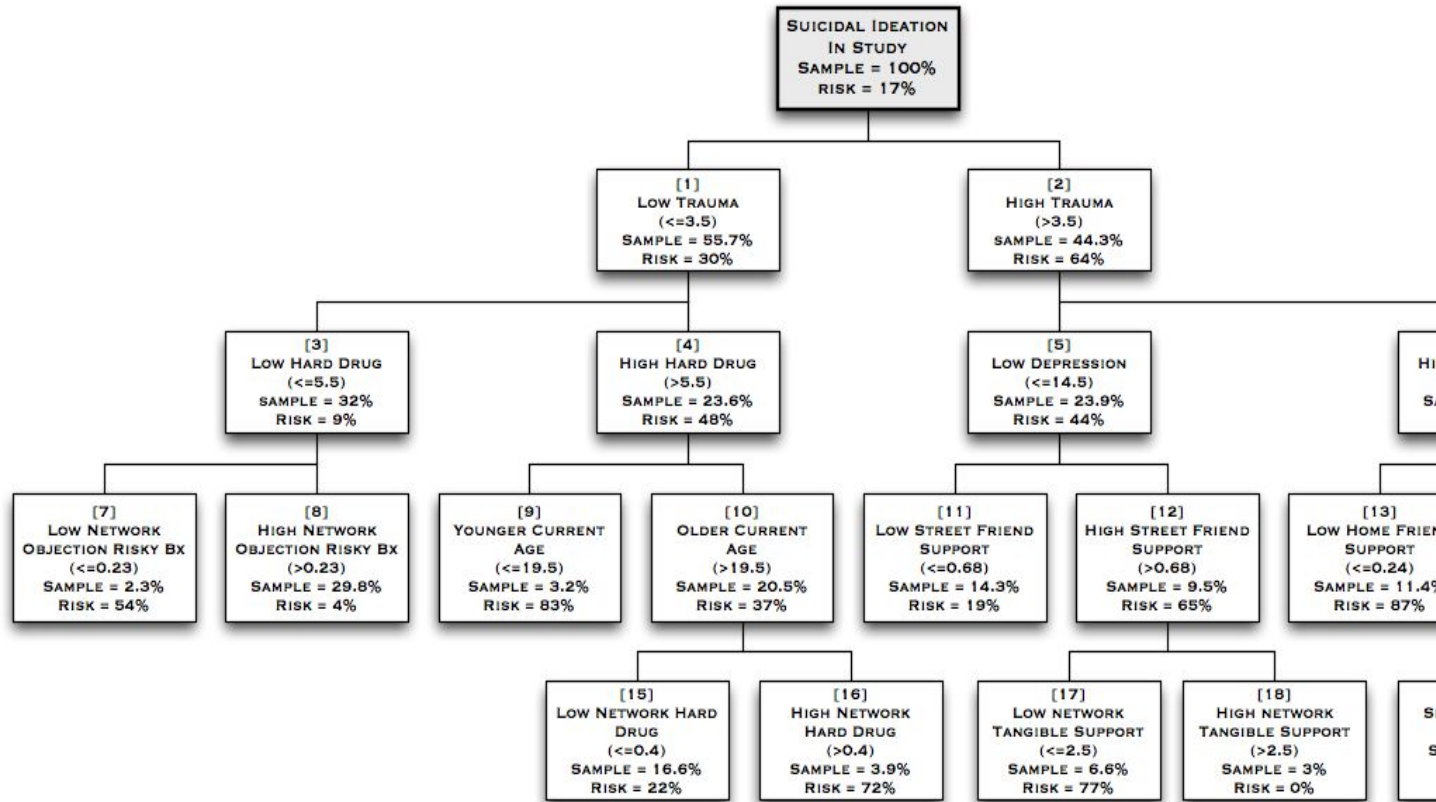 SUICIDAL IDEATION
IN STUDY
SAMPLE = 100%
RISK = 17%
[1]
LOW TRAUMA
(<=3.5)
SAMPLE = 55.7%
RISK = 30%
[2]
HIGH TRAUMA
(>3.5)
SAMPLE = 44.3%
RISK = 64%
[3]
LOW HARD DRUG
(<=5.5)
SAMPLE = 32%
RISK = 9%
[4]
HIGH HARD DRUG
(>5.5)
SAMPLE = 23.6%
RISK = 48%
[5]
LOW DEPRESSION
(<=14.5)
SAMPLE = 23.9%
RISK = 44%
[7]
LOW NETWORK
OBJECTION RISKY BX
(<=0.23)
SAMPLE = 2.3%
RISK = 54%
[8]
HIGH NETWORK
OBJECTION RISKY BX
(>0.23)
SAMPLE = 29.8%
RISK = 4%
[9]
YOUNGER CURRENT
AGE
(<=19.5)
SAMPLE = 3.2%
RISK = 83%
[10]
OLDER CURRENT
AGE
(>19.5)
SAMPLE = 20.5%
RISK = 37%
[11]
LOW STREET FRIEND
SUPPORT
(<=0.68)
SAMPLE = 14.3%
RISK = 19%
[12]
HIGH STREET FRIEND
SUPPORT
(>0.68)
SAMPLE = 9.5%
RISK = 65%
[13]
LOW HOME
SUPPORT
(<=0.24)
SAMPLE = 11.4%
RISK = 87%
[15]
LOW NETWORK HARD
DRUG
(<=0.4)
SAMPLE = 16.6%
RISK = 22%
[16]
HIGH NETWORK
HARD DRUG
(>0.4)
SAMPLE = 3.9%
RISK = 72%
[17]
LOW NETWORK
TANGIBLE SUPPORT
(<=2.5)
SAMPLE = 6.6%
RISK = 77%
[18]
HIGH NETWORK
TANGIBLE SUPPORT
(>2.5)
SAMPLE = 3%
RISK = 0%